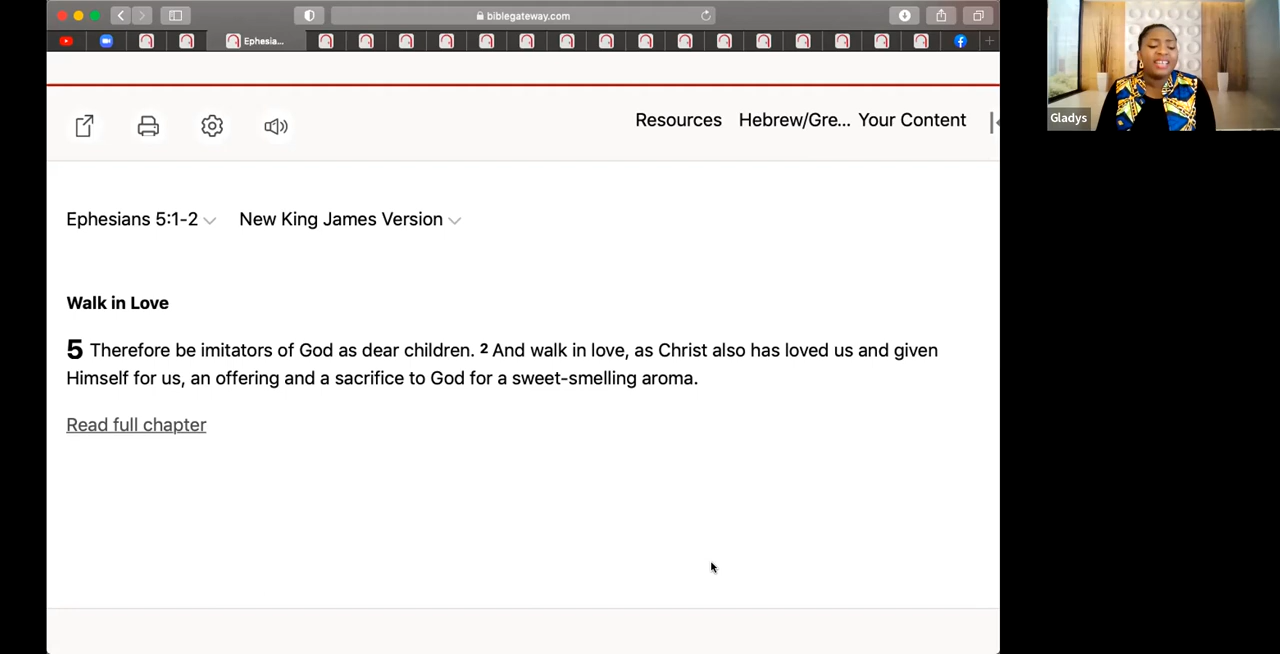 biblegateway.com
Ephesia...
Gladys
Resources Hebrew/Gre... Your Content
Ephesians 5:1-2 New King James Version
Walk in Love
5 Therefore be imitators of God as dear children. 2 And walk in love, as Christ also has loved us and given
Himself for us, an offering and a sacrifice to God for a sweet-smelling aroma.
Read full chapter